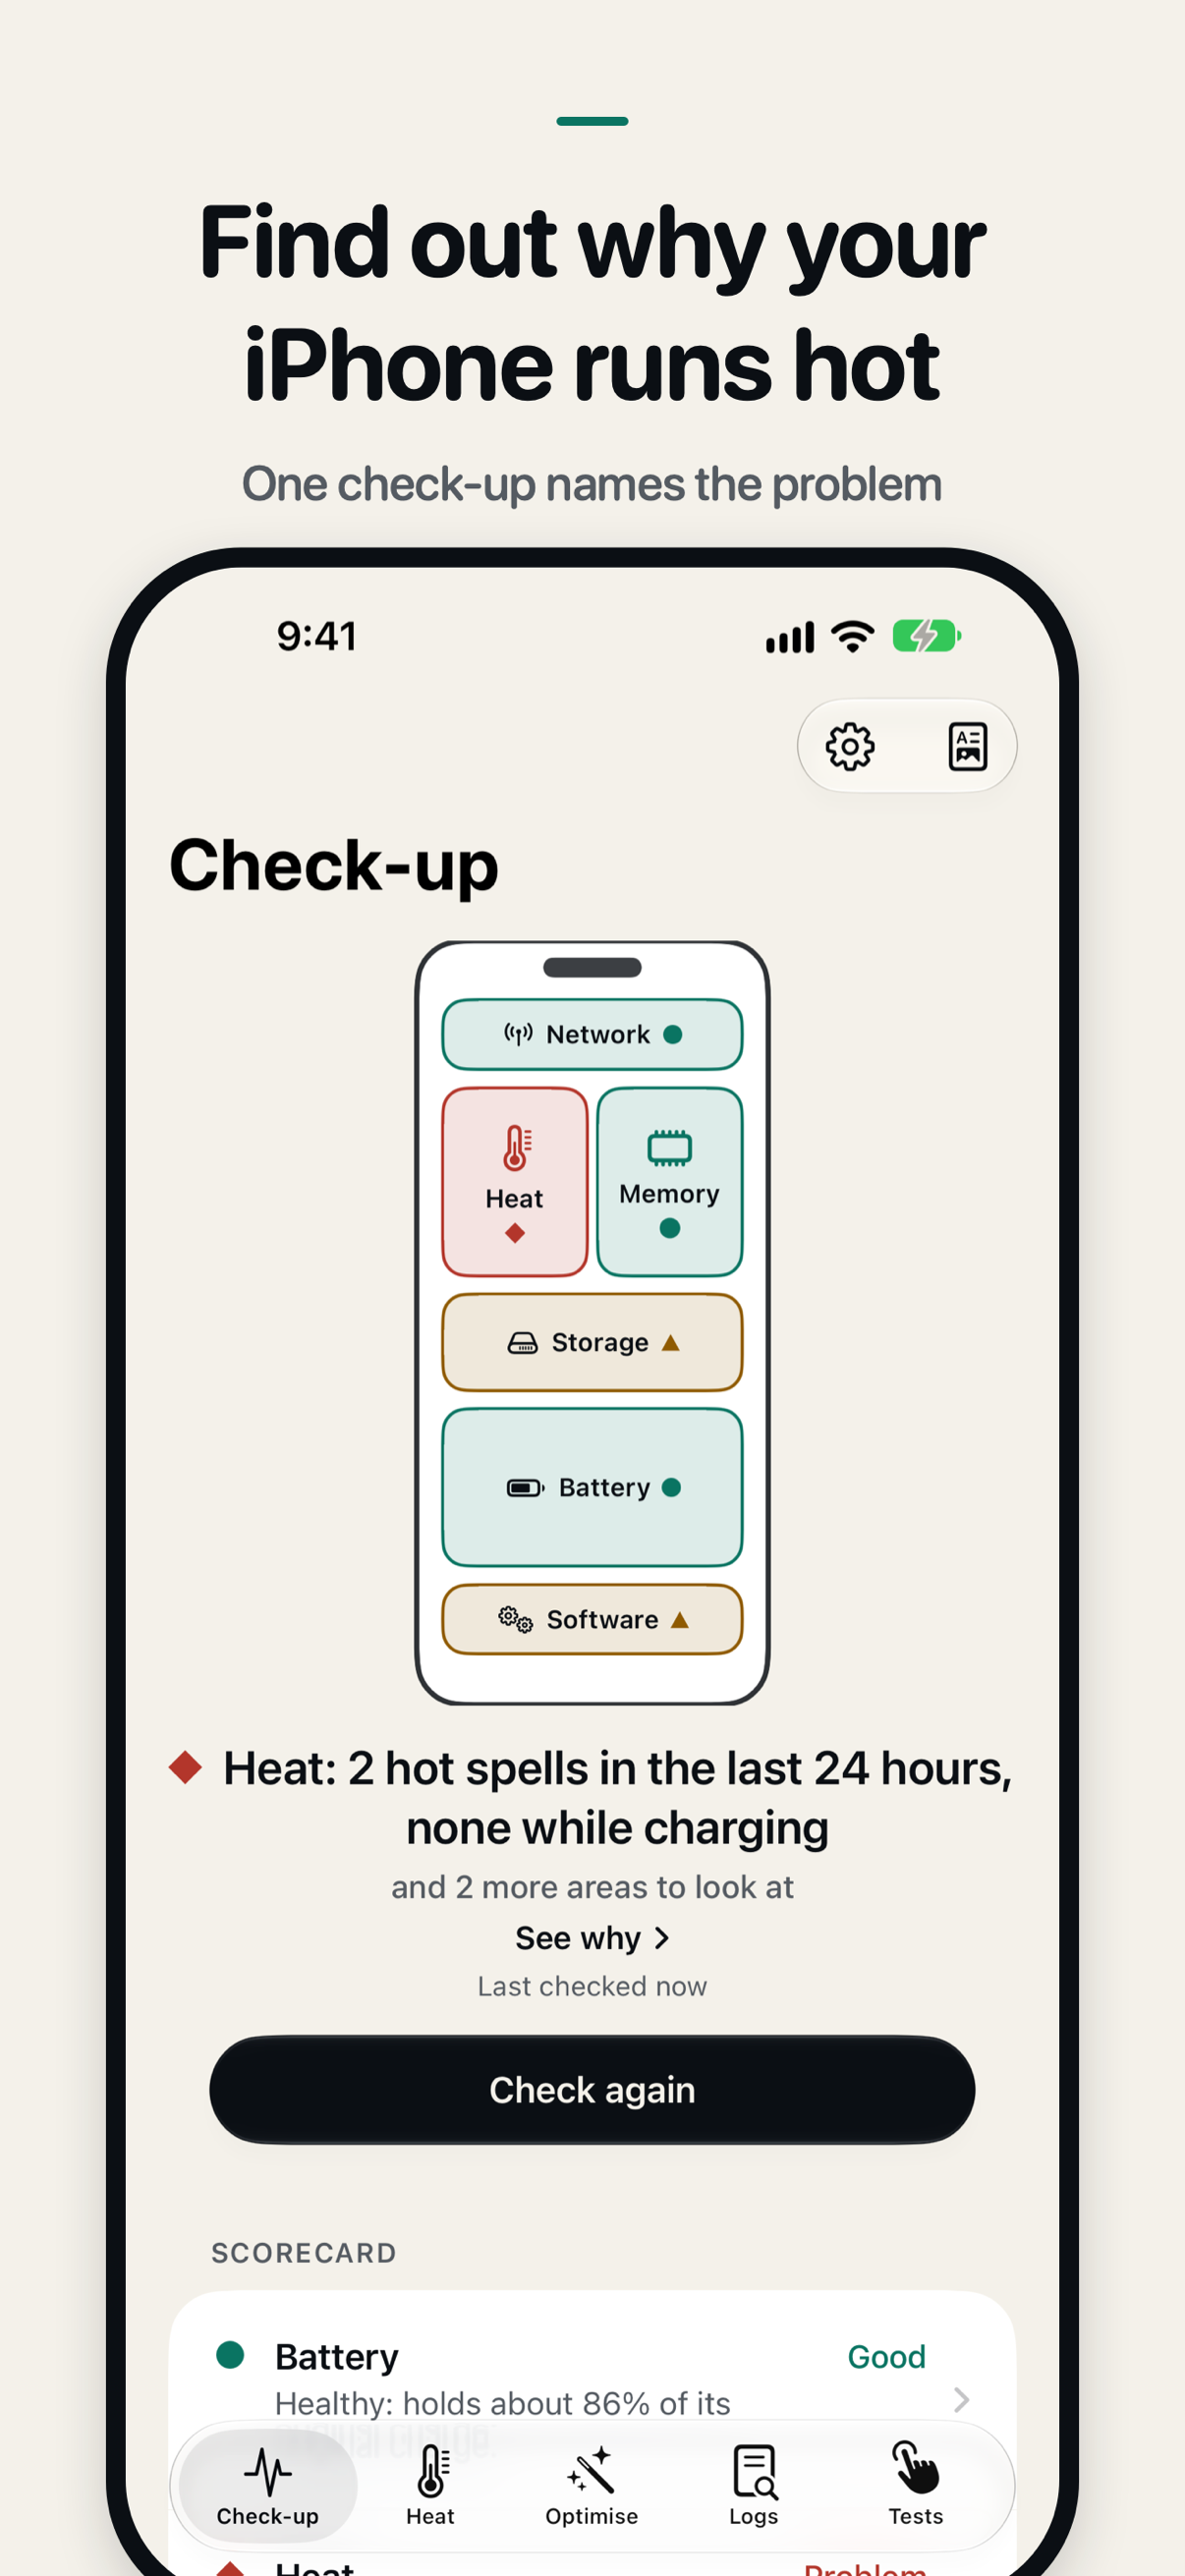 Find out why your
iPhone runs hot
One check-up names the problem
9:41
Check-up
Network
Heat
Memory
Storage
Battery
Software
Heat: 2 hot spells in the last 24 hours,
none while charging
and 2 more areas to look at
See why
Last checked now
Check again
SCORECARD
Battery
Good
Healthy: holds about 86% of its
Check-up
Heat
Optimise
Logs
Tests
Heat
Problem